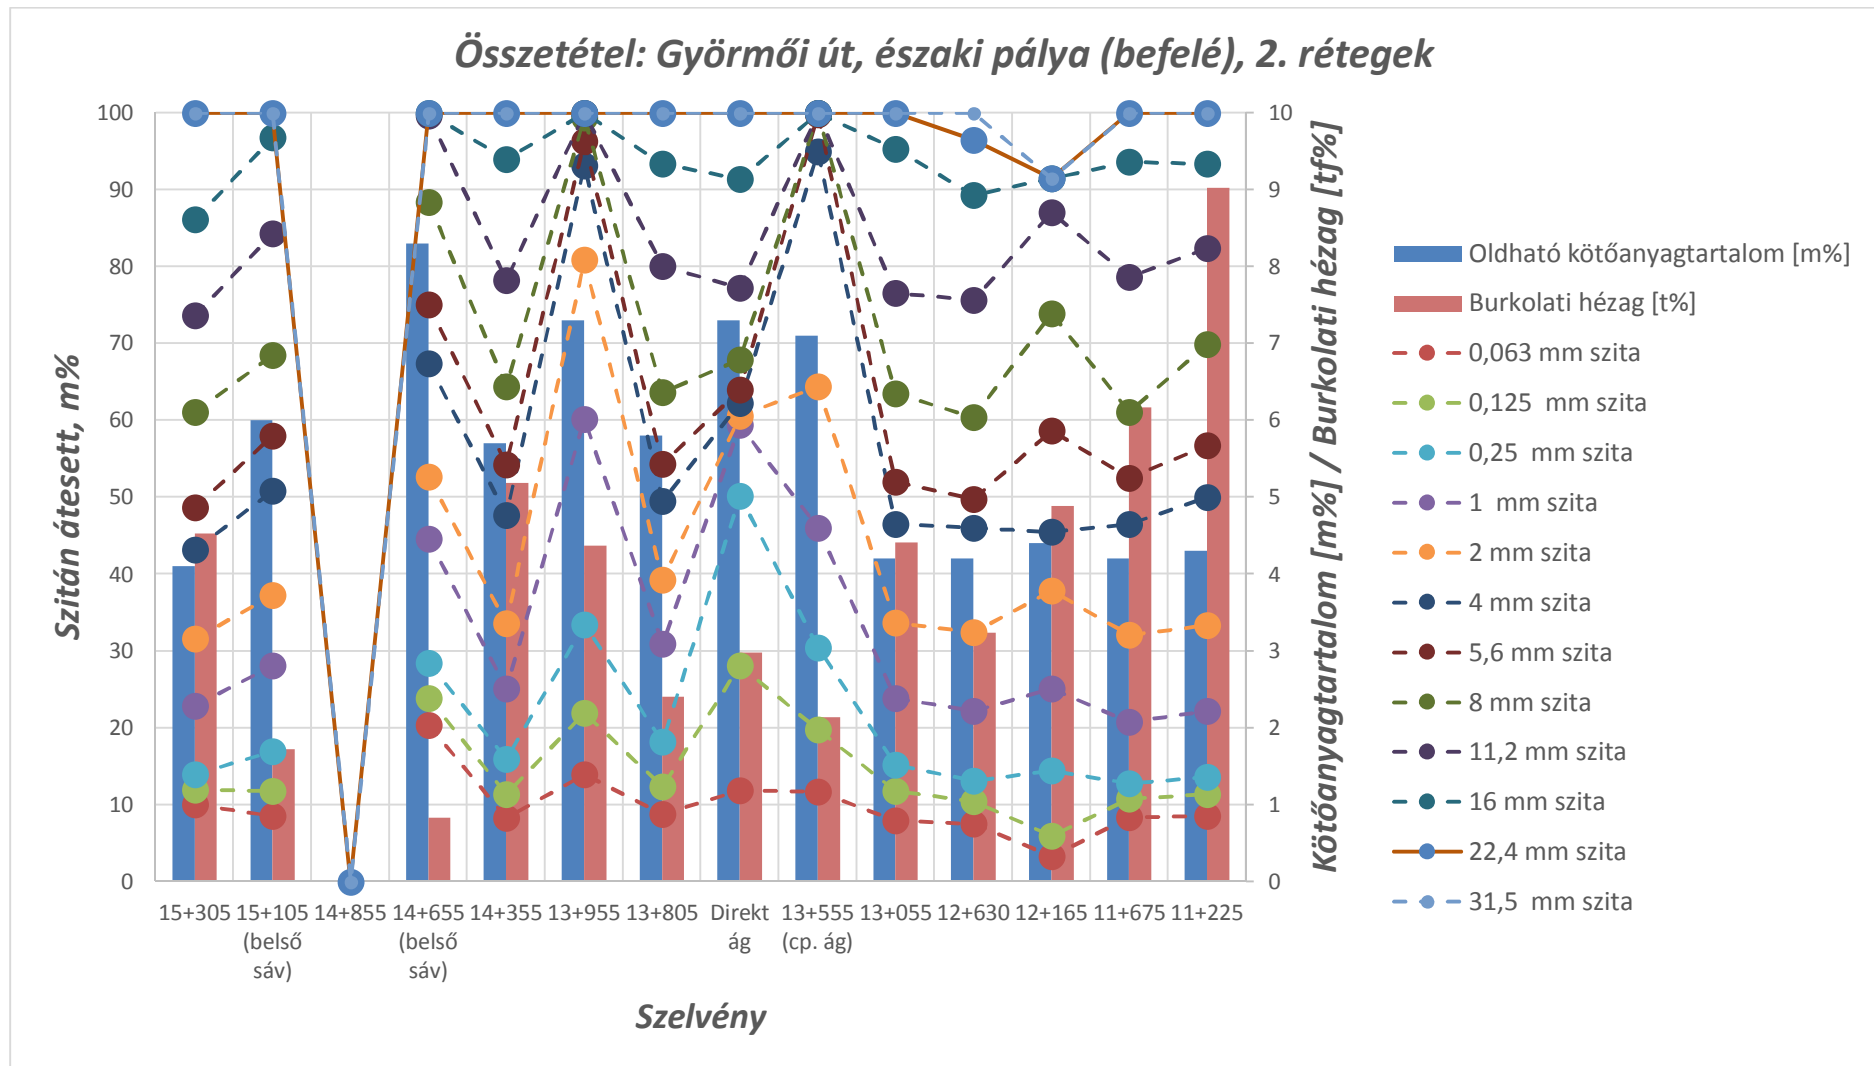 Összetétel: Györmői út, északi pálya (befelé), 2. rétegek
Szitán átesett, m%
100
90
80
70
60
50
40
30
20
10
0
10
9
8
7
6
5
4
3
2
1
0
Kötőanyagtartalom [m%] / Burkolati hézag [tf%]
15+305 15+105 14+855 14+655 14+355 13+955 13+805 Direkt 13+555 13+055 12+630 12+165 11+675 11+225
(belső (belső ág (cp. ág)
sáv) sáv)
Szelvény
Oldható kötőanyagtartalom [m%]
Burkolati hézag [t%]
0,063 mm szita
0,125 mm szita
0,25 mm szita
1 mm szita
2 mm szita
4 mm szita
5,6 mm szita
8 mm szita
11,2 mm szita
16 mm szita
22,4 mm szita
31,5 mm szita